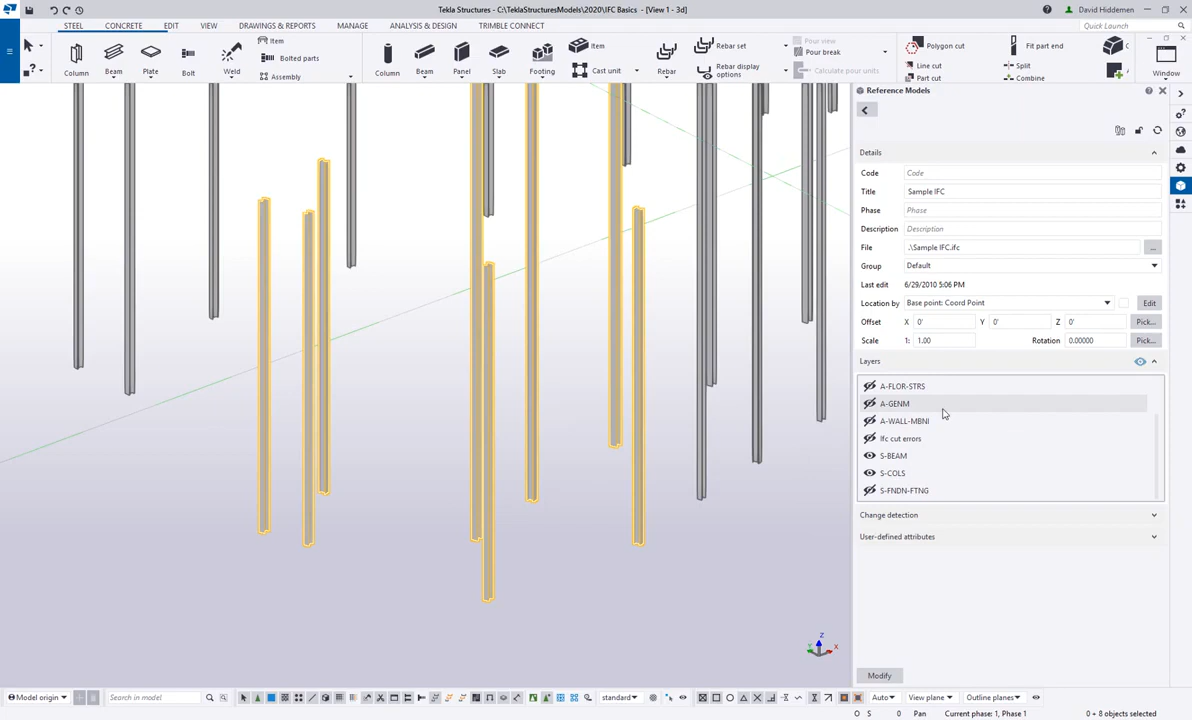 Tekla Structures - C:\TeklaStructuresModels\2020\IFC Basics - [View 1 - 3d]
David Hiddemen
STEEL CONCRETE EDIT VIEW DRAWINGS & REPORTS MANAGE ANALYSIS & DESIGN TRIMBLE CONNECT
Quick Launch
Column Beam Plate Bolt Weld
Item
Bolted parts
Assembly
Column Beam Panel Slab Footing
Item
Cast unit
Rebar
Rebar set
Rebar display options
Pour view
Pour break
Calculate pour units
Polygon cut
Line cut
Part cut
Fit part end
Split
Combine
C
Window
Reference Models
Details
Code Code
Title Sample IFC
Phase Phase
Description Description
File .\Sample IFC.ifc ...
Group Default
Last edit 6/29/2010 5:06 PM
Location by Base point: Coord Point Edit
Offset X 0' Y 0' Z 0' Pick...
Scale 1: 1.00 Rotation 0.00000 Pick...
Layers
A-FLOR-STRS
A-GENM
A-WALL-MBNI
Ifc cut errors
S-BEAM
S-COLS
S-FNDN-FTNG
Change detection
User-defined attributes
Z
Y X
Modify
Model origin Search in model standard Auto View plane Outline planes
O S 0 Pan Current phase: 1, Phase 1 0 + 8 objects selected